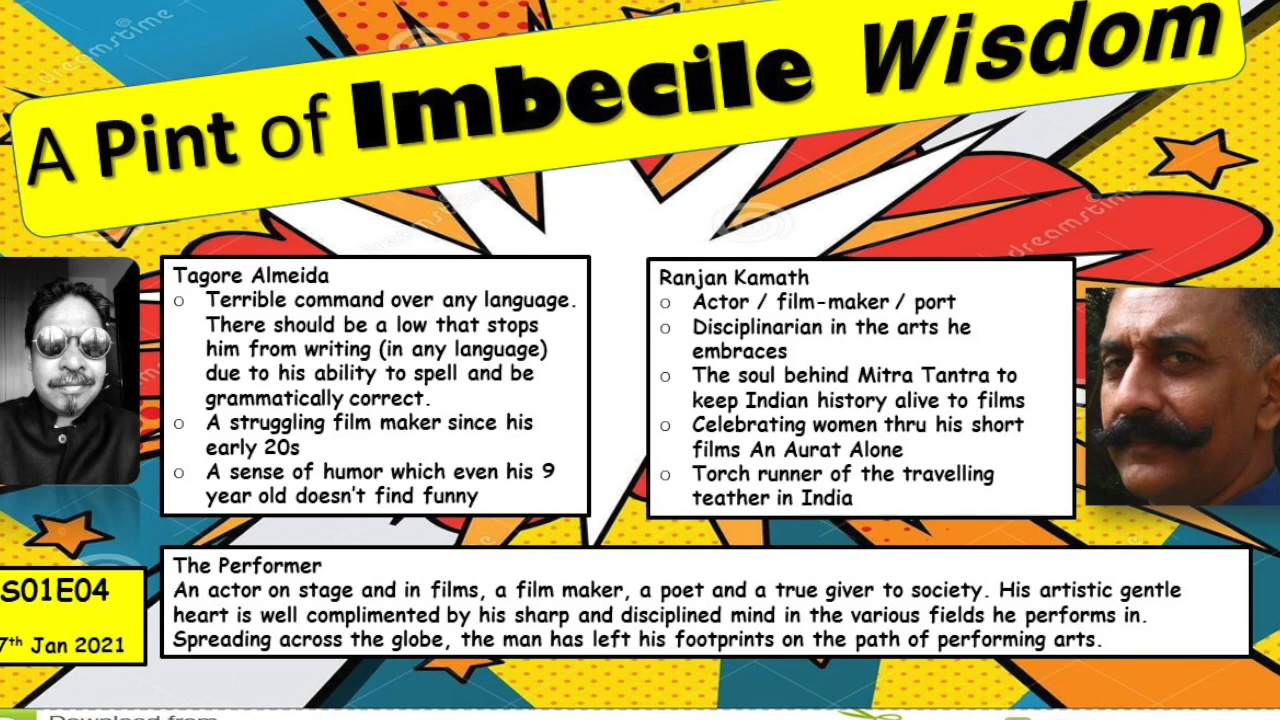 A Pint of Imbecile Wisdom
Tagore Almeida
o Terrible command over any language.
There should be a low that stops
him from writing (in any language)
due to his ability to spell and be
grammatically correct.
o A struggling film maker since his
early 20s
o A sense of humor which even his 9
year old doesn't find funny
Ranjan Kamath
o Actor / film-maker / port
o Disciplinarian in the arts he
embraces
o The soul behind Mitra Tantra to
keep Indian history alive to films
o Celebrating women thru his short
films An Aurat Alone
o Torch runner of the travelling
teather in India
The Performer
An actor on stage and in films, a film maker, a poet and a true giver to society. His artistic gentle
heart is well complimented by his sharp and disciplined mind in the various fields he performs in.
Spreading across the globe, the man has left his footprints on the path of performing arts.
S01E04
7th Jan 2021
dreamstime
dreamstime
Download from